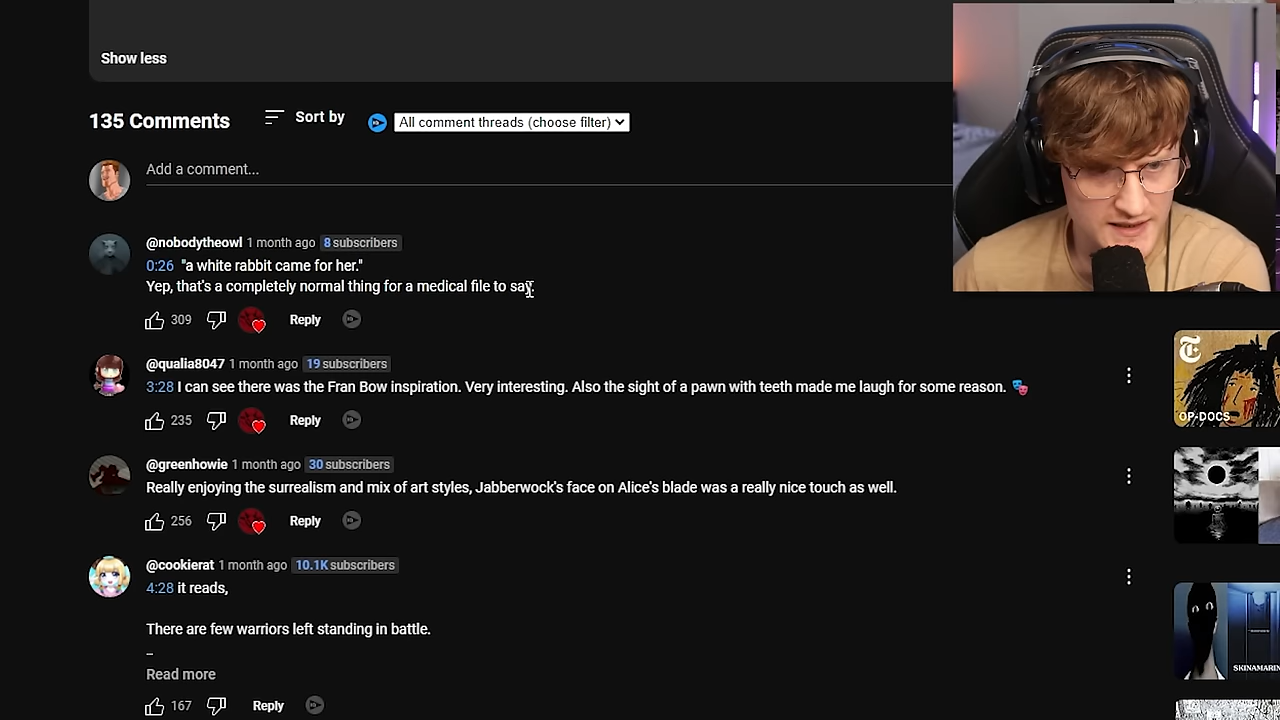 Show less
135 Comments
Sort by
All comment threads (choose filter)
Add a comment...
@nobodytheowl 1 month ago 8 subscribers
0:26 "a white rabbit came for her."
Yep, that's a completely normal thing for a medical file to say.
309
Reply
@qualia8047 1 month ago 19 subscribers
3:28 I can see there was the Fran Bow inspiration. Very interesting. Also the sight of a pawn with teeth made me laugh for some reason. 🎭
235
Reply
@greenhowie 1 month ago 30 subscribers
Really enjoying the surrealism and mix of art styles, Jabberwock's face on Alice's blade was a really nice touch as well.
256
Reply
@cookierat 1 month ago 10.1K subscribers
4:28 it reads,
There are few warriors left standing in battle.
–
Read more
167
Reply
T
OP-DOCS
SKINAMARIN